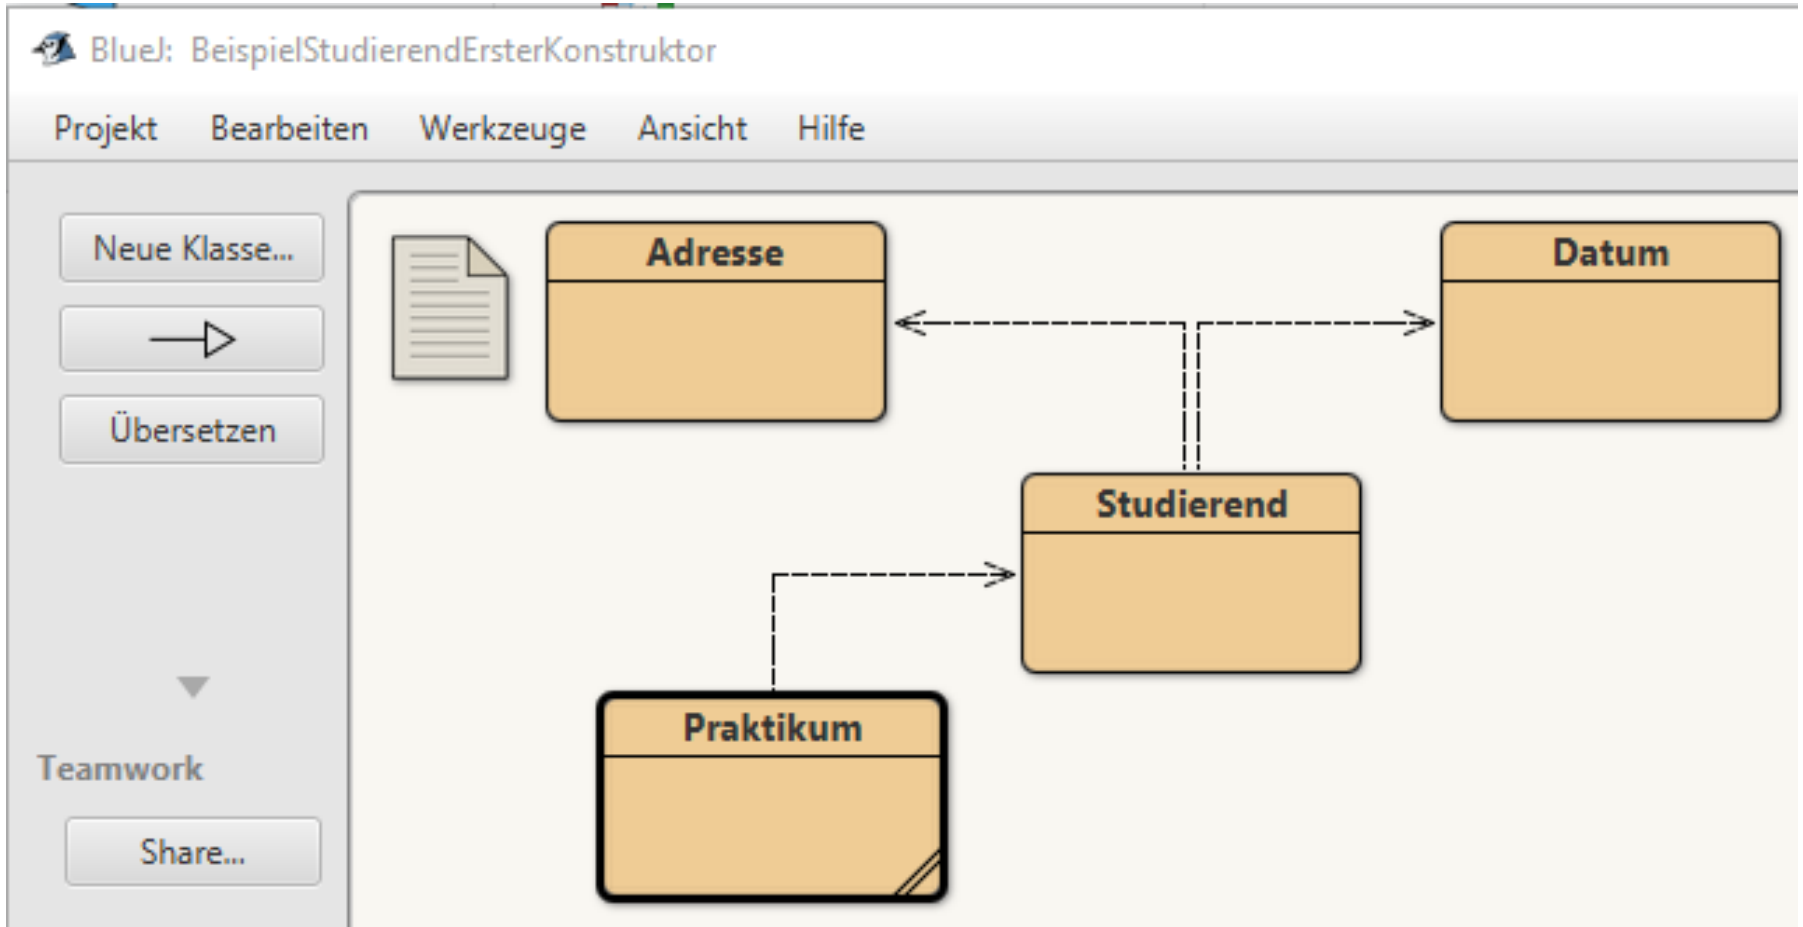 BlueJ: BeispielStudierendErsterKonstruktor
Projekt Bearbeiten Werkzeuge Ansicht Hilfe
Neue Klasse...
Übersetzen
Teamwork
Share...
Adresse
Datum
Studierend
Praktikum